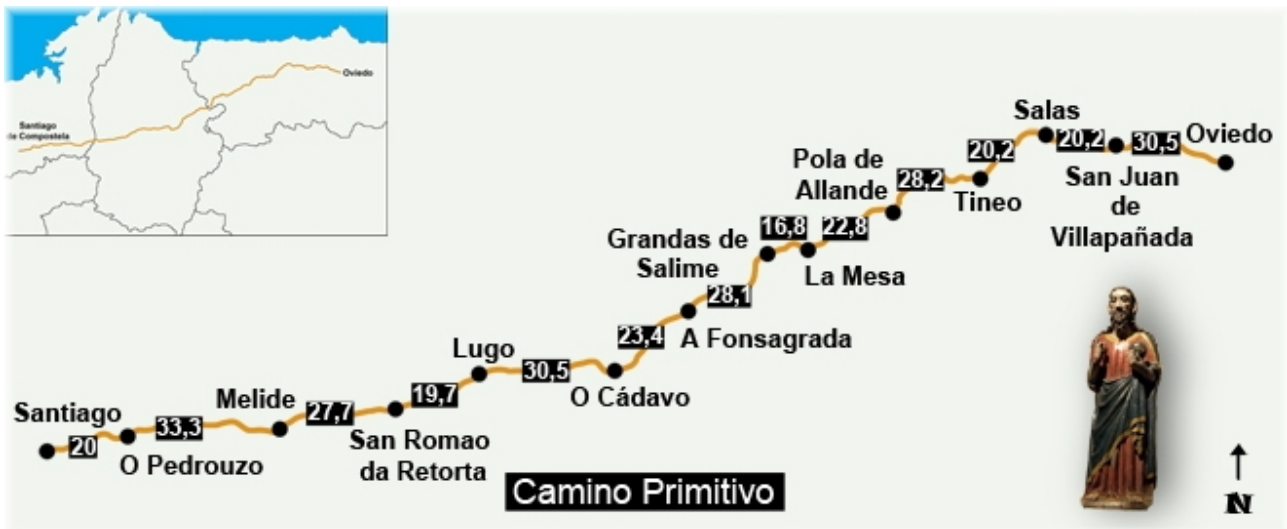 Oviedo
Santiago
de Compostela
Salas
20,2
30,5
Oviedo
20,2
Pola de
Allande
28,2
Tineo
San Juan
de
Villapañada
16,8
22,8
Grandas de
Salime
La Mesa
28,1
A Fonsagrada
23,4
Lugo
30,5
O Cádavo
Melide
19,7
27,7
San Romao
da Retorta
Santiago
33,3
20
O Pedrouzo
Camino Primitivo
N